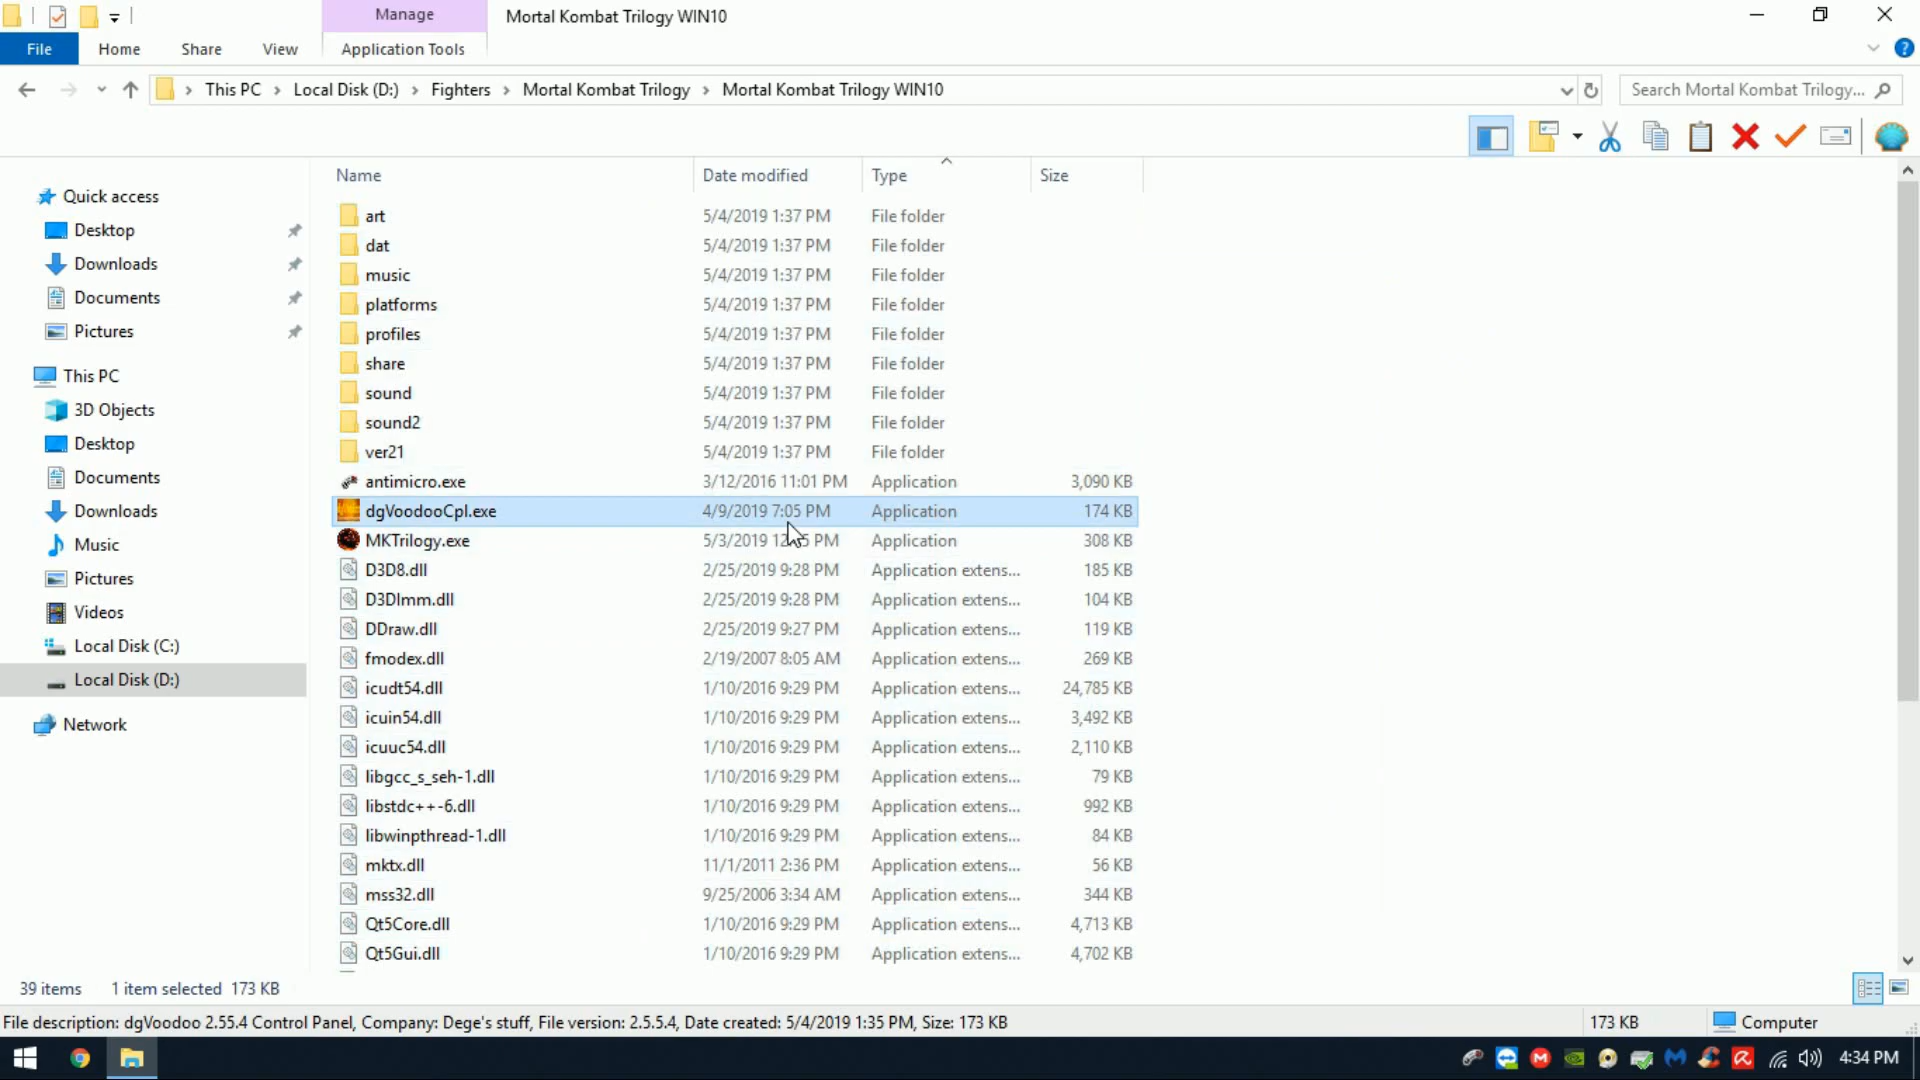 Manage
Mortal Kombat Trilogy WIN10
File
Home
Share
View
Application Tools
This PC
Local Disk (D:)
Fighters
Mortal Kombat Trilogy
Mortal Kombat Trilogy WIN10
Search Mortal Kombat Trilogy...
Name
Date modified
Type
Size
Quick access
Desktop
Downloads
Documents
Pictures
This PC
3D Objects
Desktop
Documents
Downloads
Music
Pictures
Videos
Local Disk (C:)
Local Disk (D:)
Network
art 5/4/2019 1:37 PM File folder
dat 5/4/2019 1:37 PM File folder
music 5/4/2019 1:37 PM File folder
platforms 5/4/2019 1:37 PM File folder
profiles 5/4/2019 1:37 PM File folder
share 5/4/2019 1:37 PM File folder
sound 5/4/2019 1:37 PM File folder
sound2 5/4/2019 1:37 PM File folder
ver21 5/4/2019 1:37 PM File folder
antimicro.exe 3/12/2016 11:01 PM Application 3,090 KB
dgVoodooCpl.exe 4/9/2019 7:05 PM Application 174 KB
MKTrilogy.exe 5/3/2019 PM Application 308 KB
D3D8.dll 2/25/2019 9:28 PM Application extens... 185 KB
D3DImm.dll 2/25/2019 9:28 PM Application extens... 104 KB
DDraw.dll 2/25/2019 9:27 PM Application extens... 119 KB
fmodex.dll 2/19/2007 8:05 AM Application extens... 269 KB
icudt54.dll 1/10/2016 9:29 PM Application extens... 24,785 KB
icuin54.dll 1/10/2016 9:29 PM Application extens... 3,492 KB
icuuc54.dll 1/10/2016 9:29 PM Application extens... 2,110 KB
libgcc_s_seh-1.dll 1/10/2016 9:29 PM Application extens... 79 KB
libstdc++-6.dll 1/10/2016 9:29 PM Application extens... 992 KB
libwinpthread-1.dll 1/10/2016 9:29 PM Application extens... 84 KB
mktx.dll 11/1/2011 2:36 PM Application extens... 56 KB
mss32.dll 9/25/2006 3:34 AM Application extens... 344 KB
Qt5Core.dll 1/10/2016 9:29 PM Application extens... 4,713 KB
Qt5Gui.dll 1/10/2016 9:29 PM Application extens... 4,702 KB
39 items 1 item selected 173 KB
File description: dgVoodoo 2.55.4 Control Panel, Company: Dege's stuff, File version: 2.5.5.4, Date created: 5/4/2019 1:35 PM, Size: 173 KB
173 KB
Computer
4:34 PM